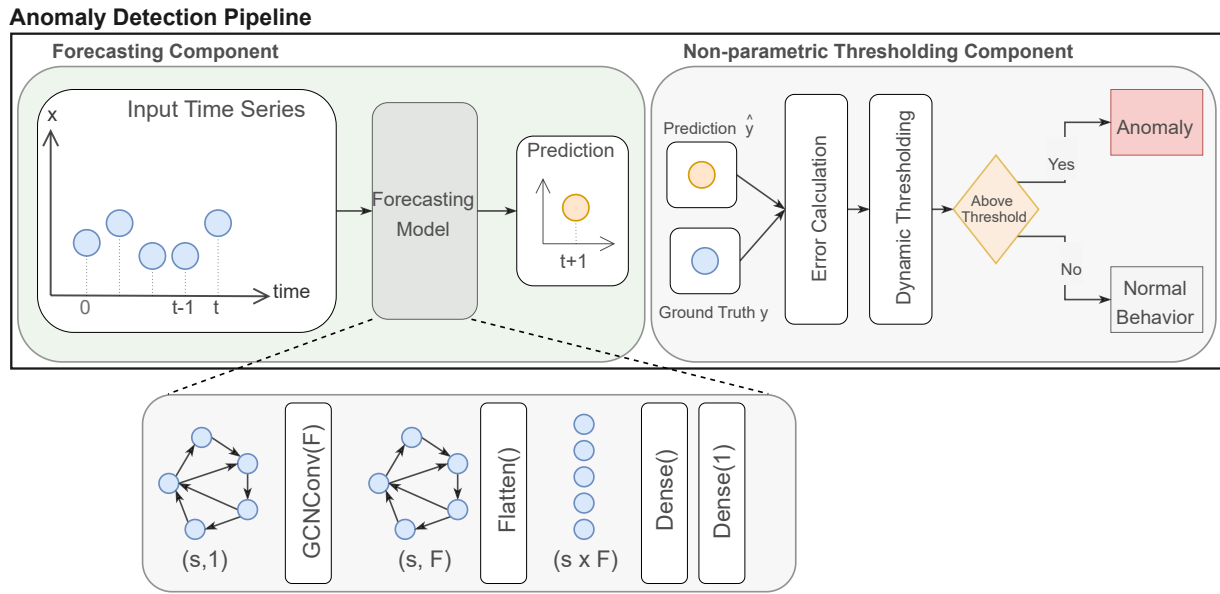 Anomaly Detection Pipeline
Forecasting Component
Input Time Series
x
time
0
t-1
t
Forecasting
Model
Prediction
t+1
Non-parametric Thresholding Component
Prediction ŷ
Ground Truth y
Error Calculation
Dynamic Thresholding
Above
Threshold
Yes
Anomaly
No
Normal
Behavior
(s,1)
GCNConv(F)
(s, F)
Flatten()
(s x F)
Dense()
Dense(1)